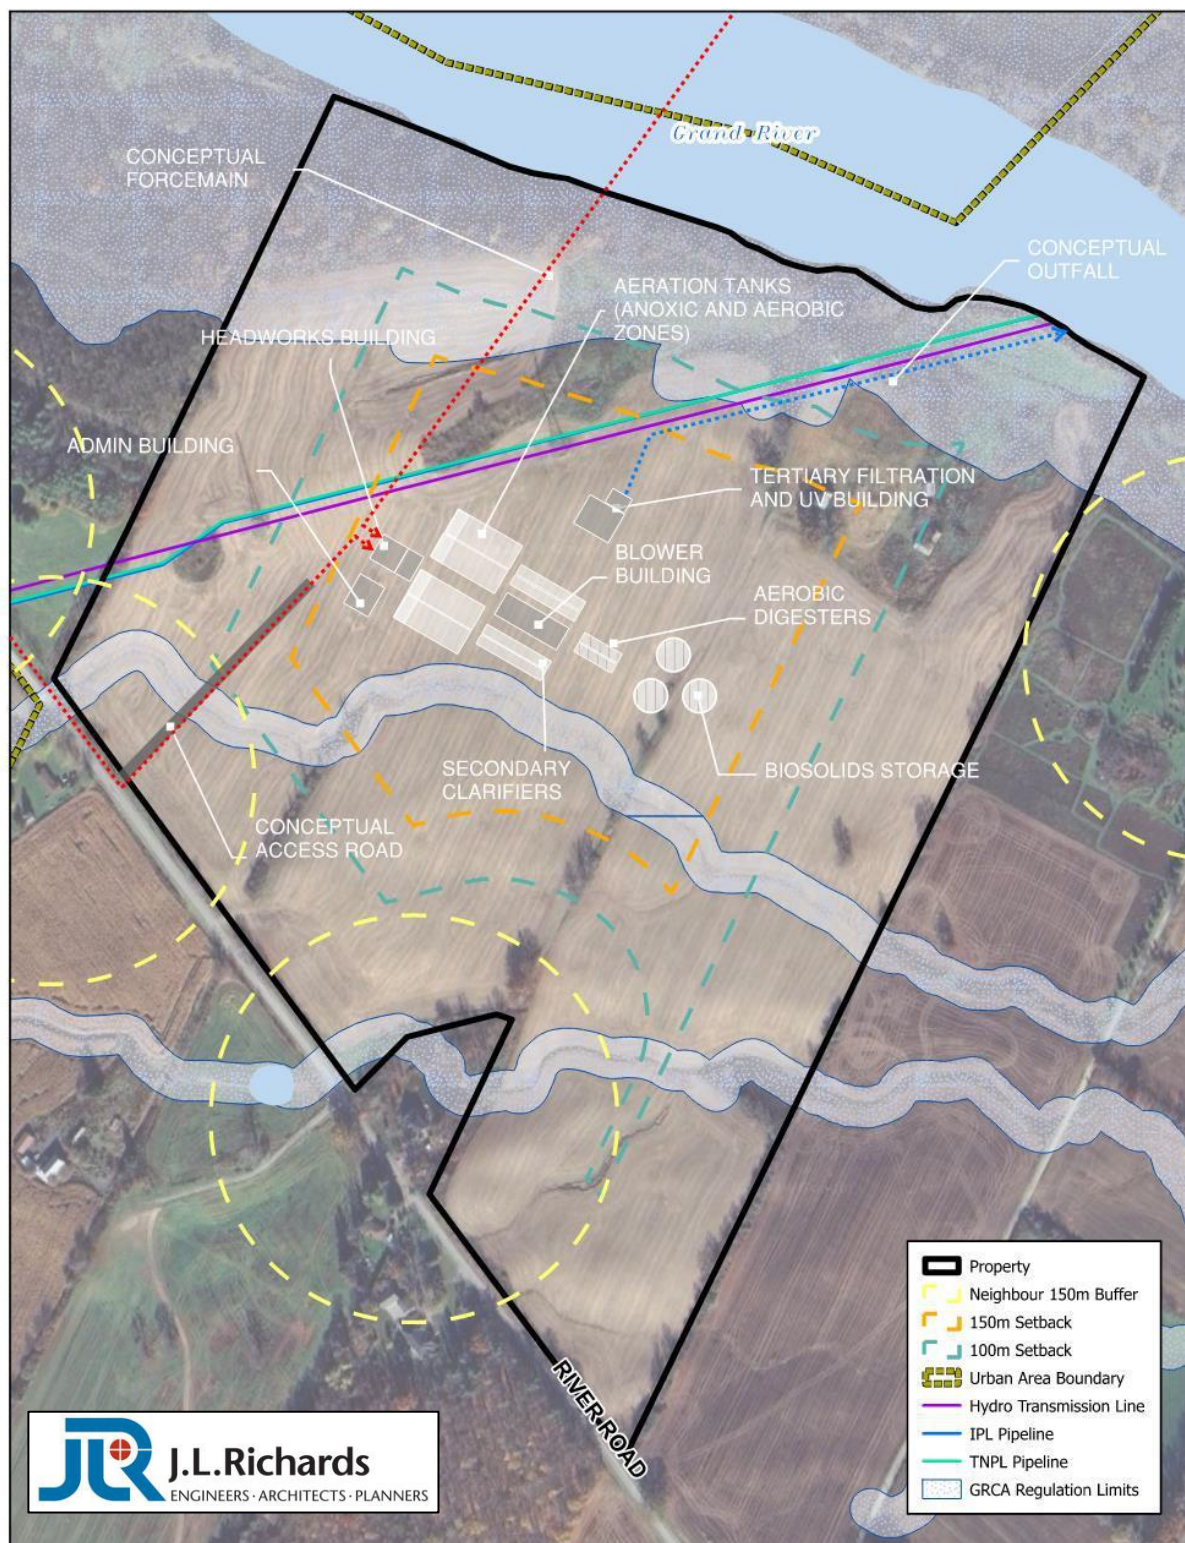 Grand River
CONCEPTUAL
FORCEMAIN
CONCEPTUAL
OUTFALL
AERATION TANKS
(ANOXIC AND AEROBIC
ZONES)
HEADWORKS BUILDING
ADMIN BUILDING
TERTIARY FILTRATION
AND UV BUILDING
BLOWER
BUILDING
AEROBIC
DIGESTERS
SECONDARY
CLARIFIERS
BIOSOLIDS STORAGE
CONCEPTUAL
ACCESS ROAD
RIVER ROAD
Property
Neighbour 150m Buffer
150m Setback
100m Setback
Urban Area Boundary
Hydro Transmission Line
IPL Pipeline
TNPL Pipeline
GRCA Regulation Limits
JLR
J.L.Richards
ENGINEERS · ARCHITECTS · PLANNERS